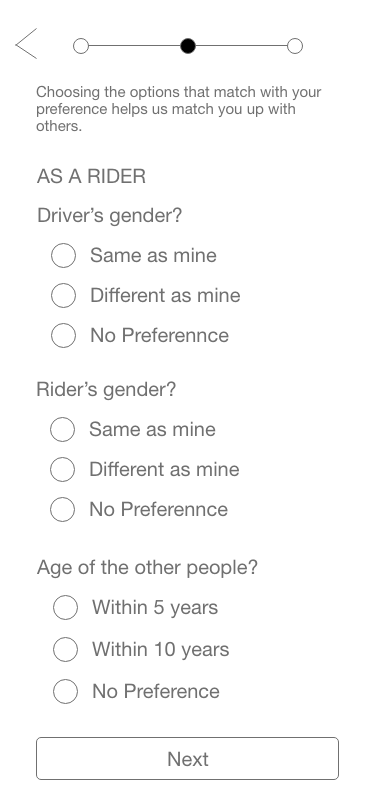 Choosing the options that match with your
preference helps us match you up with
others.
AS A RIDER
Driver’s gender?
Same as mine
Different as mine
No Preferennce
Rider’s gender?
Same as mine
Different as mine
No Preferennce
Age of the other people?
Within 5 years
Within 10 years
No Preference
Next